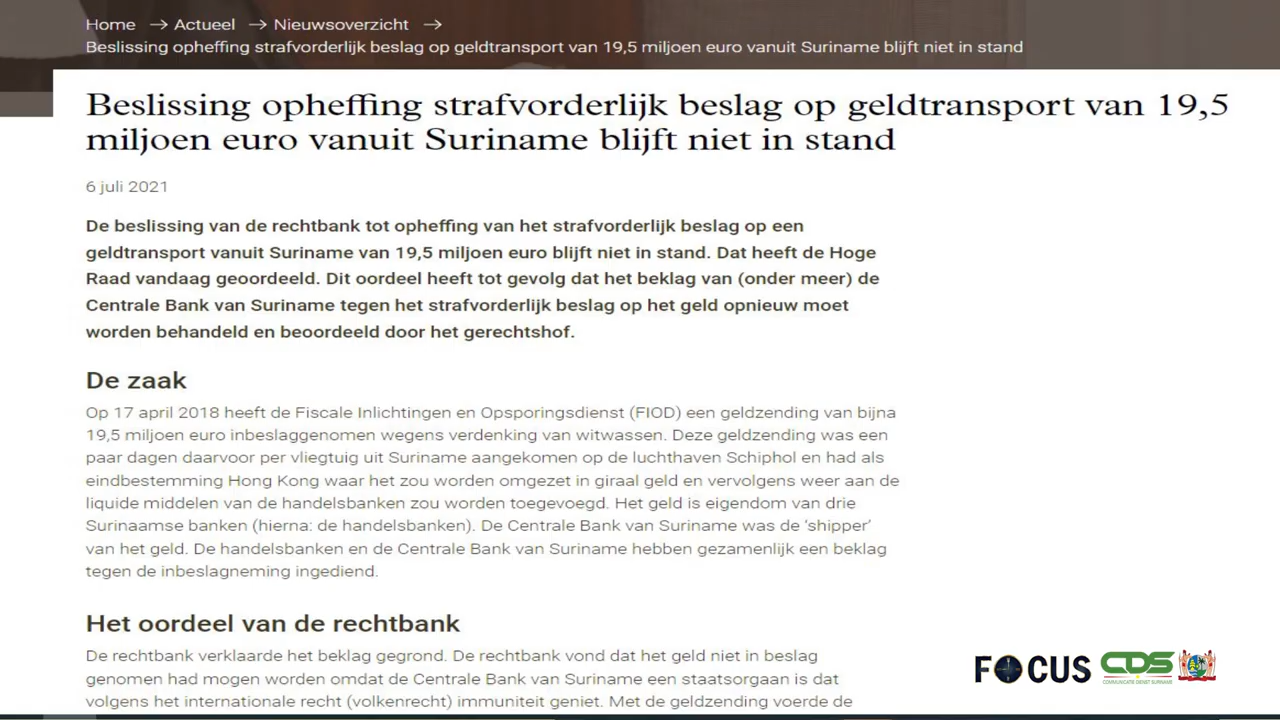 Home → Actueel → Nieuwsoverzicht →
Beslissing opheffing strafvorderlijk beslag op geldtransport van 19,5 miljoen euro vanuit Suriname blijft niet in stand
Beslissing opheffing strafvorderlijk beslag op geldtransport van 19,5
miljoen euro vanuit Suriname blijft niet in stand
6 juli 2021
De beslissing van de rechtbank tot opheffing van het strafvorderlijk beslag op een
geldtransport vanuit Suriname van 19,5 miljoen euro blijft niet in stand. Dat heeft de Hoge
Raad vandaag geoordeeld. Dit oordeel heeft tot gevolg dat het beklag van (onder meer) de
Centrale Bank van Suriname tegen het strafvorderlijk beslag op het geld opnieuw moet
worden behandeld en beoordeeld door het gerechtshof.
De zaak
Op 17 april 2018 heeft de Fiscale Inlichtingen en Opsporingsdienst (FIOD) een geldzending van bijna
19,5 miljoen euro inbeslaggenomen wegens verdenking van witwassen. Deze geldzending was een
paar dagen daarvoor per vliegtuig uit Suriname aangekomen op de luchthaven Schiphol en had als
eindbestemming Hong Kong waar het zou worden omgezet in giraal geld en vervolgens weer aan de
liquide middelen van de handelsbanken zou worden toegevoegd. Het geld is eigendom van drie
Surinaamse banken (hierna: de handelsbanken). De Centrale Bank van Suriname was de ‘shipper’
van het geld. De handelsbanken en de Centrale Bank van Suriname hebben gezamenlijk een beklag
tegen de inbeslagneming ingediend.
Het oordeel van de rechtbank
De rechtbank verklaarde het beklag gegrond. De rechtbank vond dat het geld niet in beslag
genomen had mogen worden omdat de Centrale Bank van Suriname een staatsorgaan is dat
volgens het internationale recht (volkenrecht) immuniteit geniet. Met de geldzending voerde de
FOCUS
CDS
COMMUNICATIE DIENST SURINAME